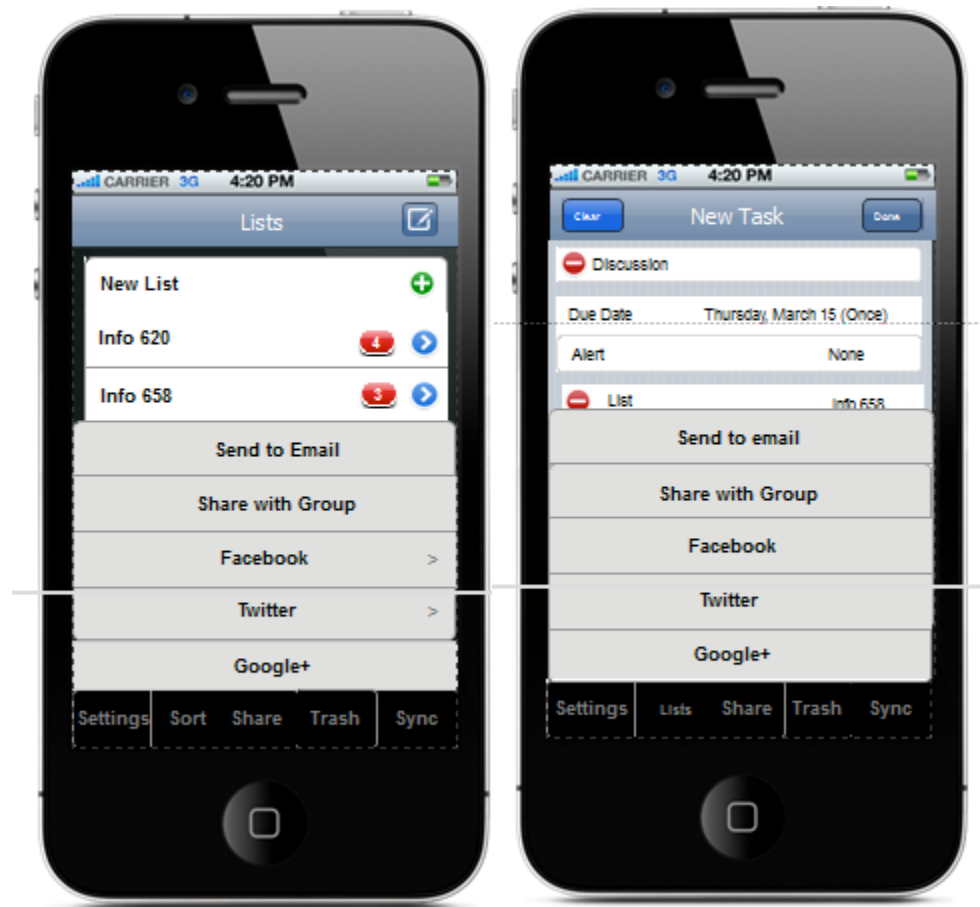 CARRIER 3G 4:20 PM
Lists
New List
Info 620
4
Info 658
3
Send to Email
Share with Group
Facebook >
Twitter >
Google+
Settings Sort Share Trash Sync
CARRIER 3G 4:20 PM
Clear New Task Done
Discussion
Due Date Thursday, March 15 (Once)
Alert None
List Info 658
Send to email
Share with Group
Facebook
Twitter
Google+
Settings Lists Share Trash Sync